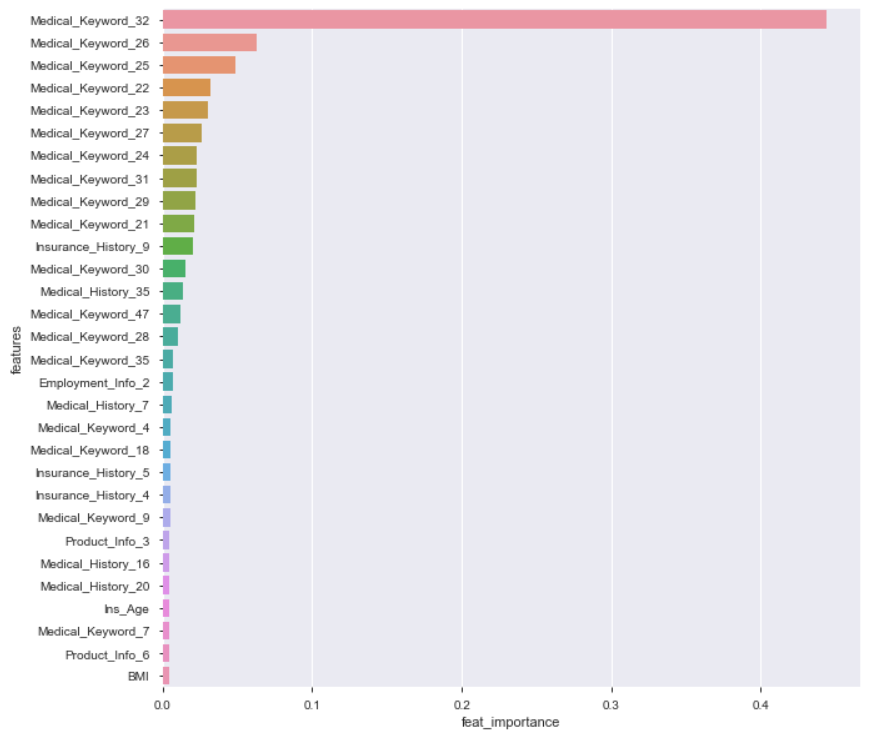 Medical_Keyword_32
Medical_Keyword_26
Medical_Keyword_25
Medical_Keyword_22
Medical_Keyword_23
Medical_Keyword_27
Medical_Keyword_24
Medical_Keyword_31
Medical_Keyword_29
Medical_Keyword_21
Insurance_History_9
Medical_Keyword_30
Medical_History_35
Medical_Keyword_47
Medical_Keyword_28
Medical_Keyword_35
Employment_Info_2
Medical_History_7
Medical_Keyword_4
Medical_Keyword_18
Insurance_History_5
Insurance_History_4
Medical_Keyword_9
Product_Info_3
Medical_History_16
Medical_History_20
Ins_Age
Medical_Keyword_7
Product_Info_6
BMI
features
0.0 0.1 0.2 0.3 0.4
feat_importance